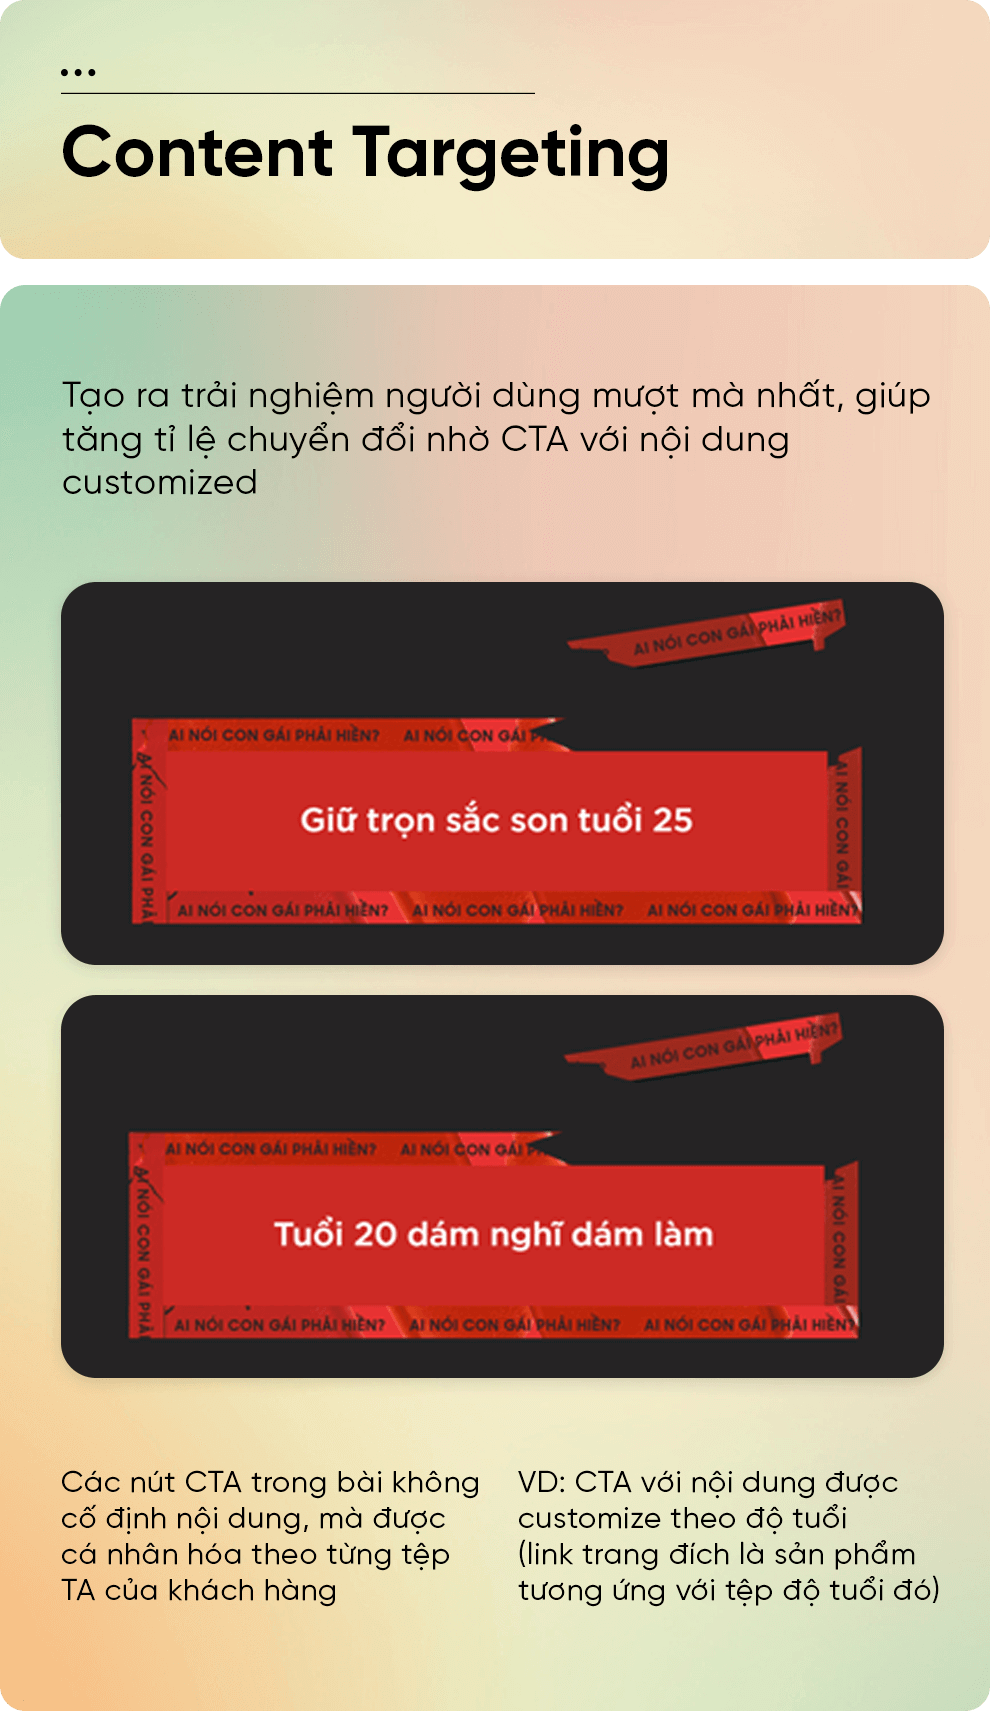 Content Targeting
Tạo ra trải nghiệm người dùng mượt mà nhất, giúp
tăng tỉ lệ chuyển đổi nhờ CTA với nội dung
customized
AI NÓI CON GÁI PHẢI HIỀN?
AI NÓI CON GÁI PHẢI HIỀN? AI NÓI CON GÁI
AI NÓI CON GÁI PHẢI
Giữ trọn sắc son tuổi 25
AI NÓI CON GÁI
AI NÓI CON GÁI PHẢI HIỀN? AI NÓI CON GÁI PHẢI HIỀN? AI NÓI CON GÁI PHẢI HIỀN?
AI NÓI CON GÁI PHẢI HIỀN?
AI NÓI CON GÁI PHẢI HIỀN? AI NÓI CON GÁI
AI NÓI CON GÁI PHẢ
Tuổi 20 dám nghĩ dám làm
AI NÓI CON GÁI
AI NÓI CON GÁI PHẢI HIỀN? AI NÓI CON GÁI PHẢI HIỀN? AI NÓI CON GÁI PHẢI HIỀN?
Các nút CTA trong bài không
cố định nội dung, mà được
cá nhân hóa theo từng tệp
TA của khách hàng
VD: CTA với nội dung được
customize theo độ tuổi
(link trang đích là sản phẩm
tương ứng với tệp độ tuổi đó)